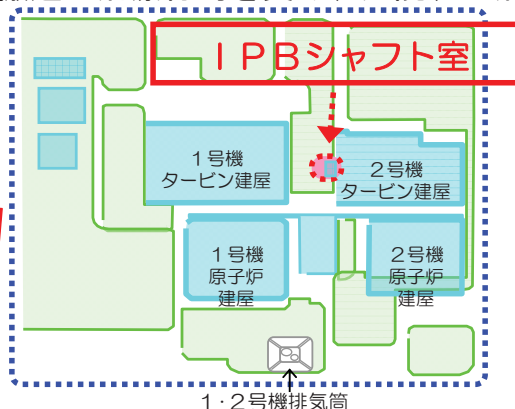 IPBシャフト室
1号機
タービン建屋
2号機
タービン建屋
1号機
原子炉
建屋
2号機
原子炉
建屋
1・2号機排気筒